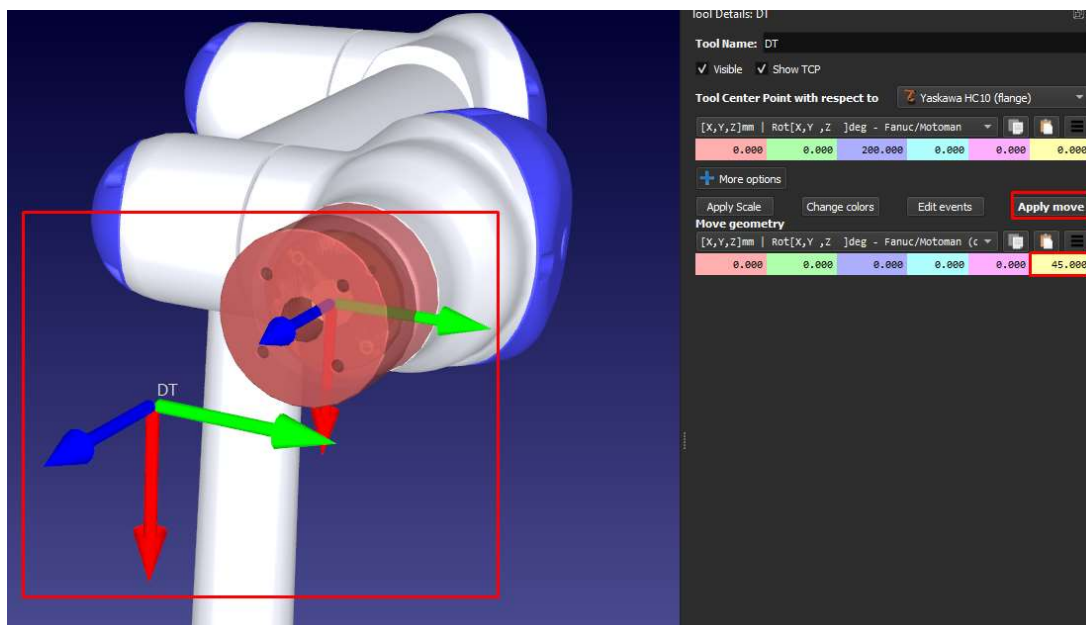 Tool Details: DT
Tool Name: DT
Visible Show TCP
Tool Center Point with respect to Yaskawa HC10 (flange)
[X,Y,Z]mm | Rot[X,Y ,Z ]deg - Fanuc/Motoman
0.000 0.000 200.000 0.000 0.000 0.000
More options
Apply Scale Change colors Edit events Apply move
Move geometry
[X,Y,Z]mm | Rot[X,Y ,Z ]deg - Fanuc/Motoman (c
0.000 0.000 0.000 0.000 0.000 45.000
DT